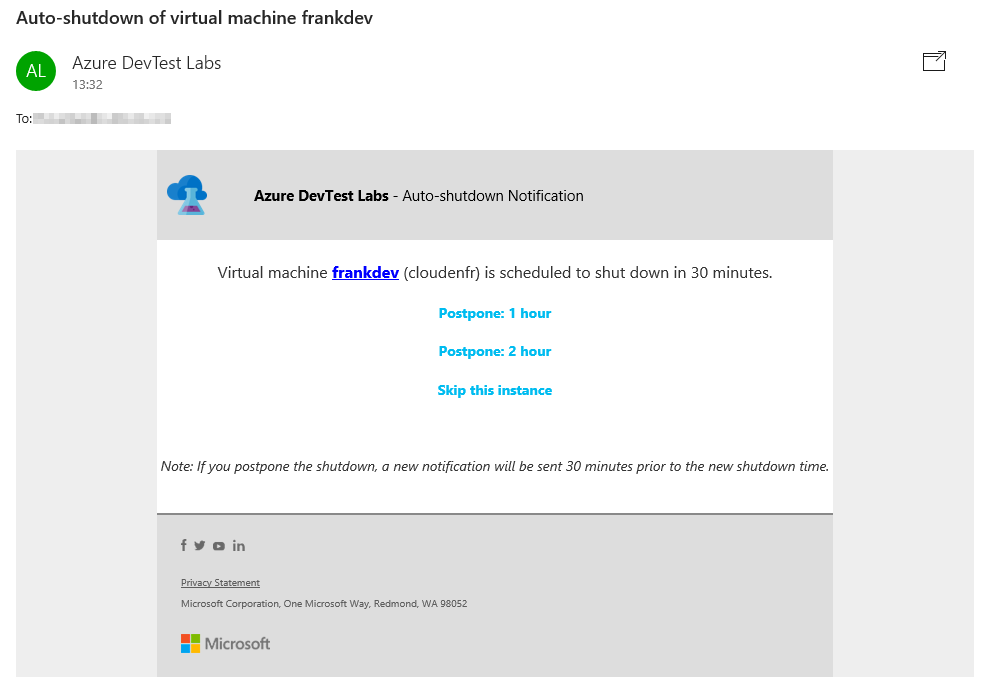 Auto-shutdown of virtual machine frankdev
AL
Azure DevTest Labs
13:32
To:
Azure DevTest Labs - Auto-shutdown Notification
Virtual machine frankdev (cloudenfr) is scheduled to shut down in 30 minutes.
Postpone: 1 hour
Postpone: 2 hour
Skip this instance
Note: If you postpone the shutdown, a new notification will be sent 30 minutes prior to the new shutdown time.
Privacy Statement
Microsoft Corporation, One Microsoft Way, Redmond, WA 98052
Microsoft